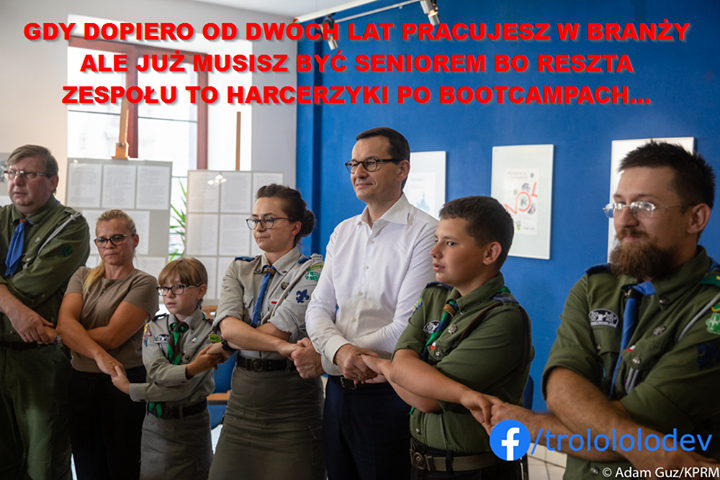 GDY DOPIERO OD DWÓCH LAT PRACUJESZ W BRANŻY
ALE JUŻ MUSISZ BYĆ SENIOREM BO RESZTA
ZESPOŁU TO HARCERZYKI PO BOOTCAMPACH...
f/trolololodev
© Adam Guz/KPRM